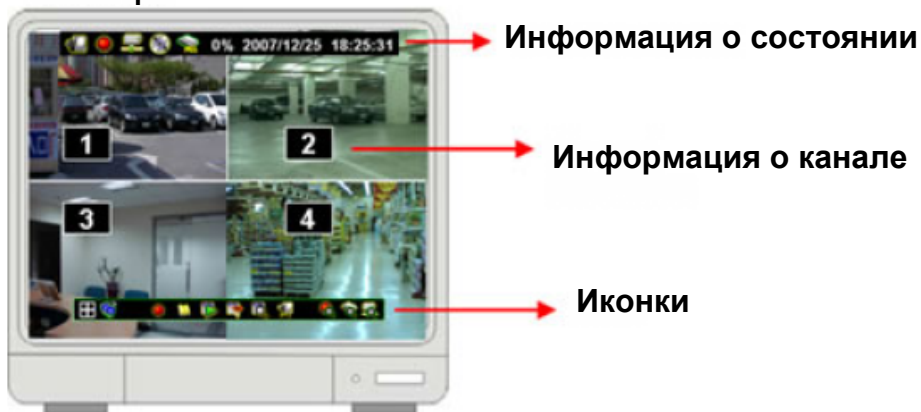 0% 2007/12/25 18:25:31
Информация о состоянии
1
2
Информация о канале
3
4
Иконки